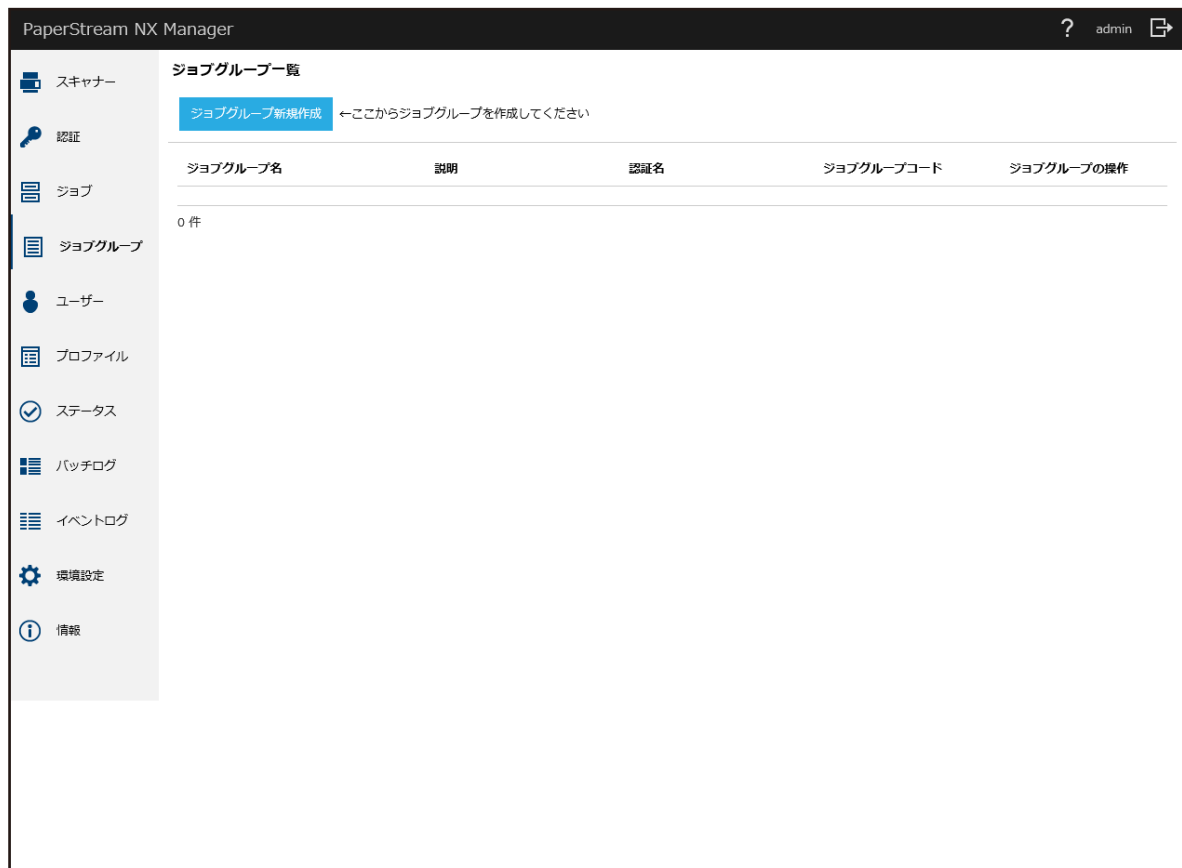 PaperStream NX Manager ? admin
スキャナー
認証
ジョブ
ジョブグループ
ユーザー
プロファイル
ステータス
バッチログ
イベントログ
環境設定
情報
ジョブグループ一覧
ジョブグループ新規作成 ←ここからジョブグループを作成してください
ジョブグループ名 説明 認証名 ジョブグループコード ジョブグループの操作
0 件